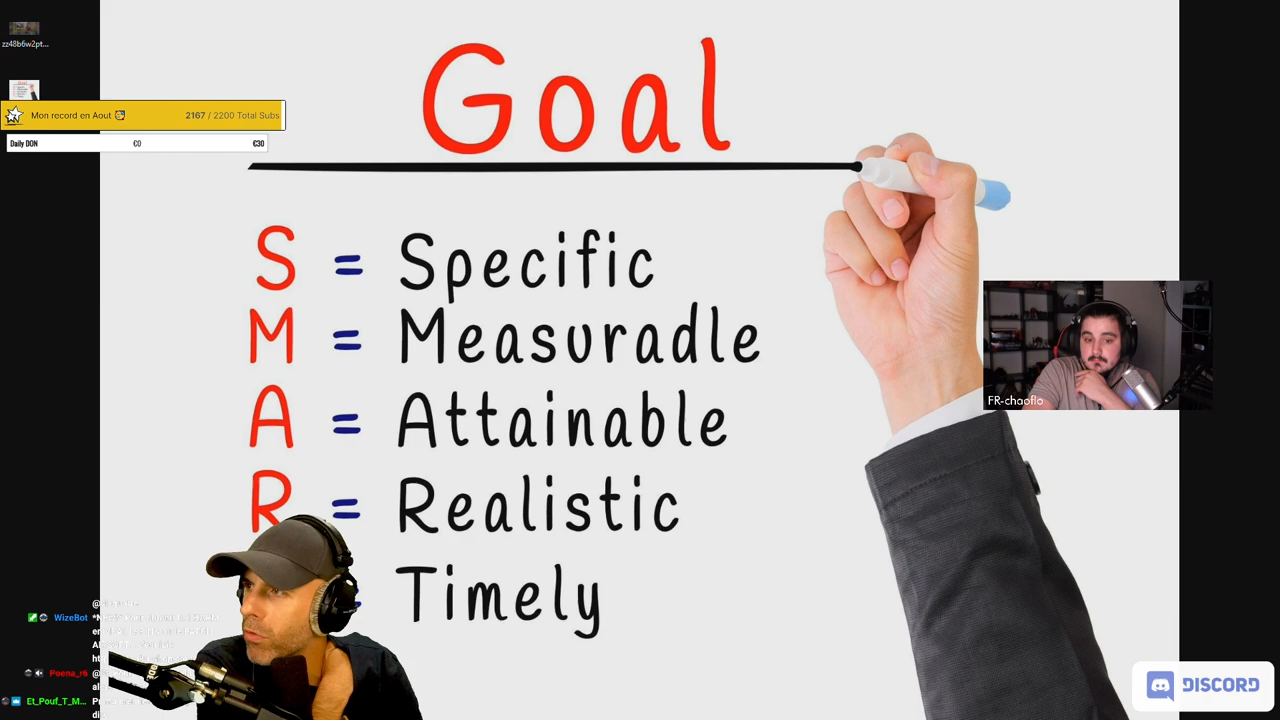 Goal
zz48b6w2pt...
Mon record en Aout 2167 / 2200 Total Subs
Daily DON €0 €30
S = Specific
M = Measuradle
A = Attainable
R = Realistic
Timely
FR-chaoflo
WizeBot
Poena_r6
Et_Pouf_T_M...
DISCORD